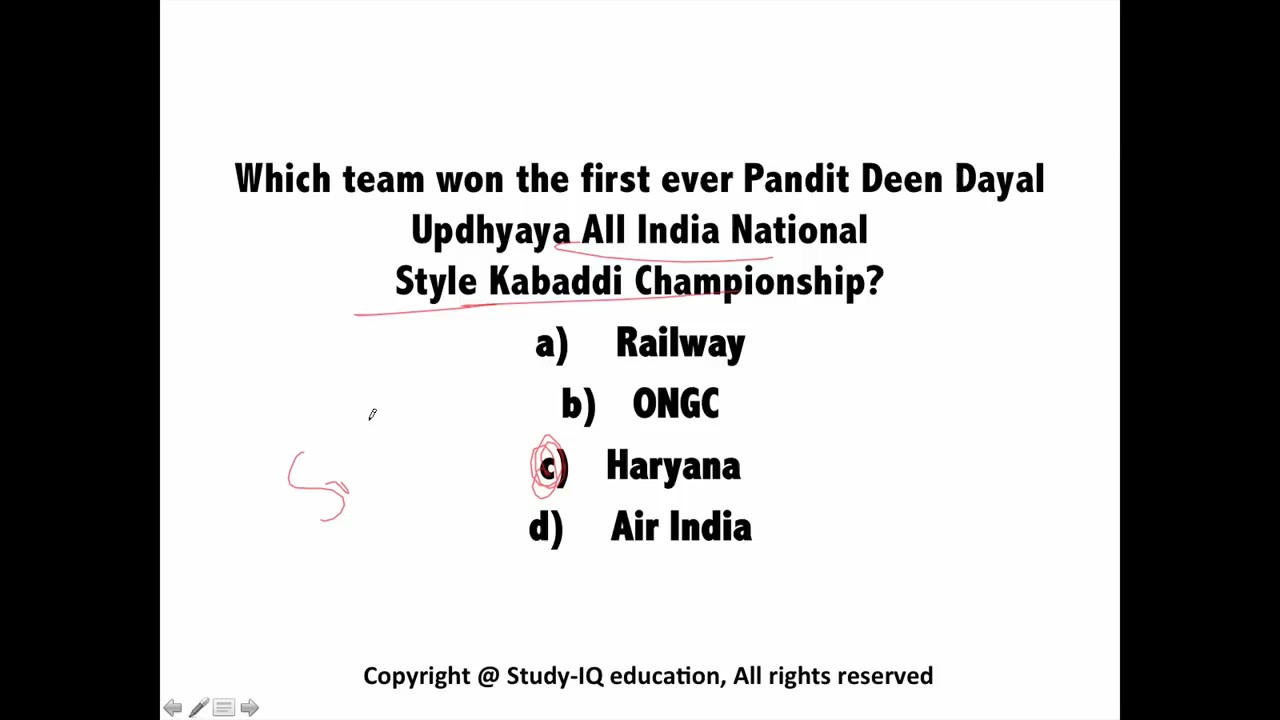 Which team won the first ever Pandit Deen Dayal
Updhyaya All India National
Style Kabaddi Championship?
a) Railway
b) ONGC
c) Haryana
d) Air India
Copyright @ Study-IQ education, All rights reserved